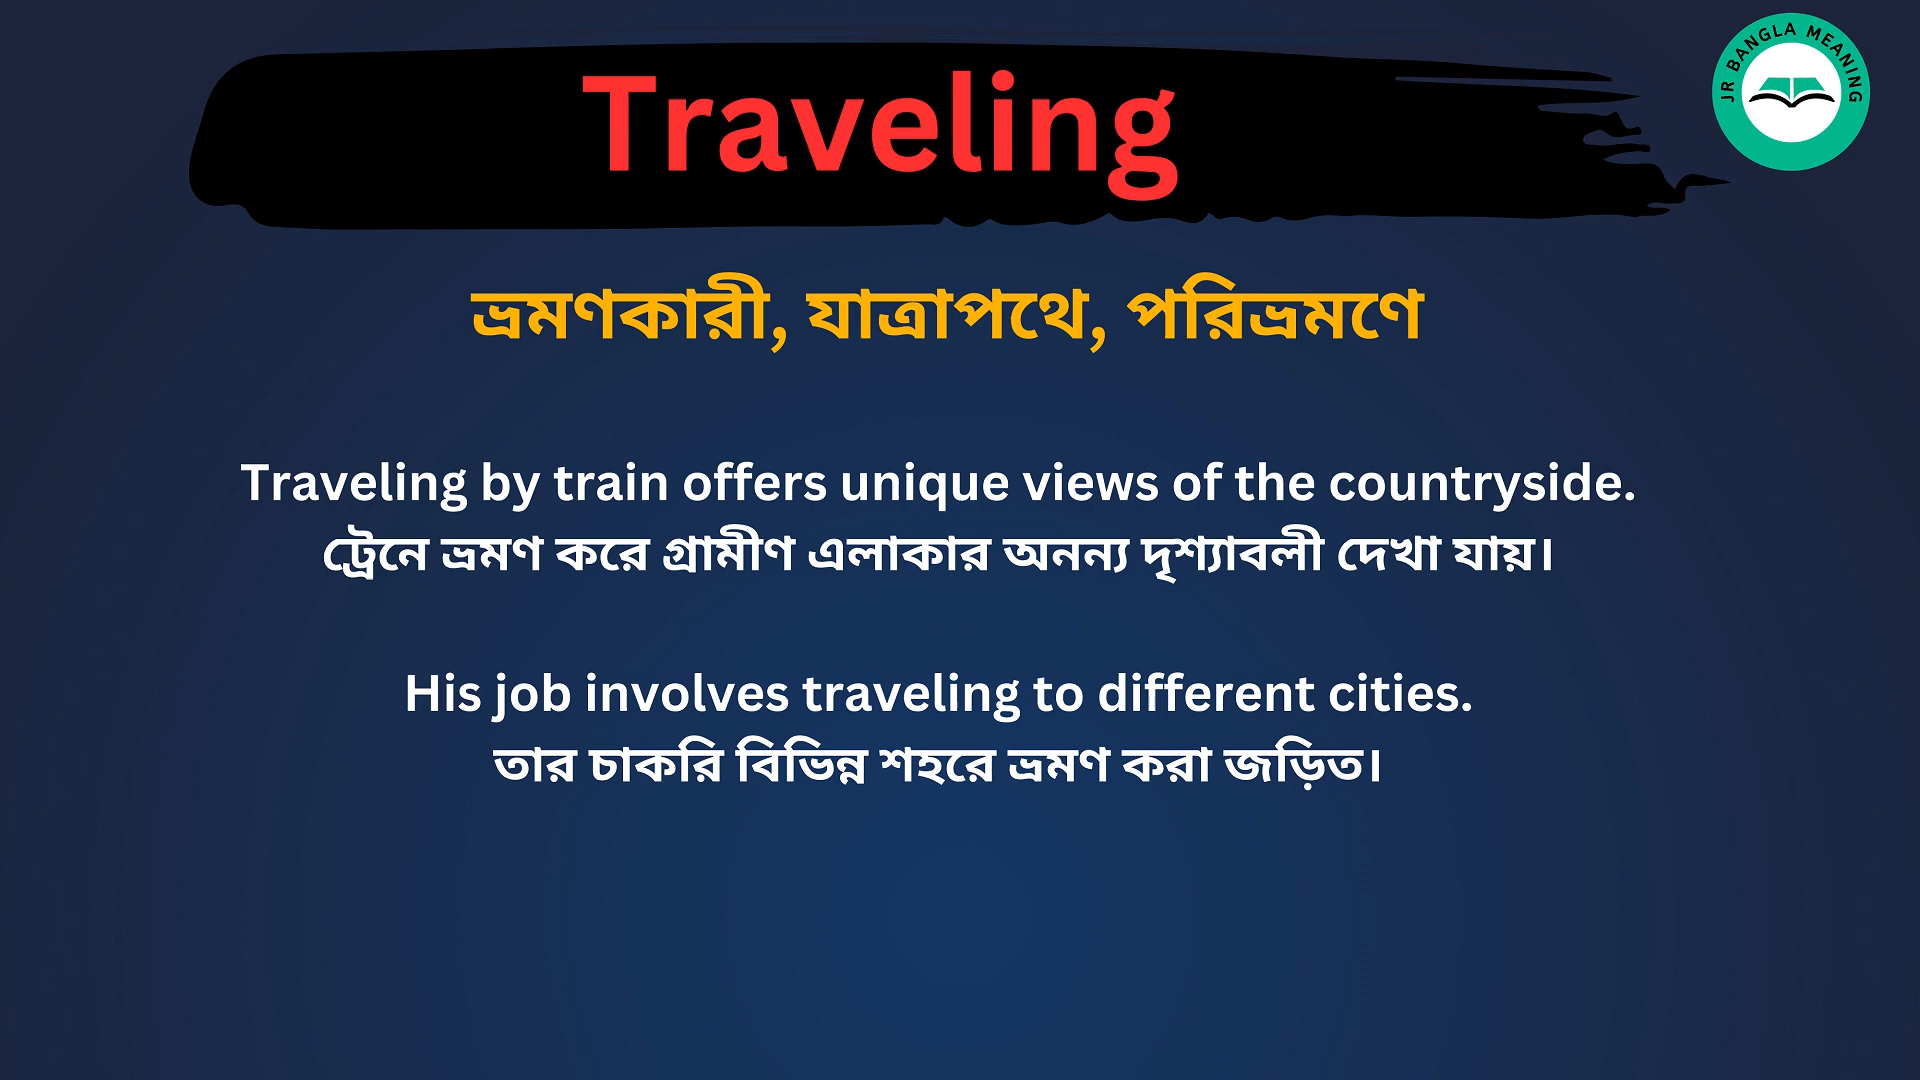 Traveling
JR BANGLA MEANING
ভ্রমণকারী, যাত্রাপথে, পরিভ্রমণে
Traveling by train offers unique views of the countryside.
ট্রেনে ভ্রমণ করে গ্রামীণ এলাকার অনন্য দৃশ্যাবলী দেখা যায়।
His job involves traveling to different cities.
তার চাকরি বিভিন্ন শহরে ভ্রমণ করা জড়িত।